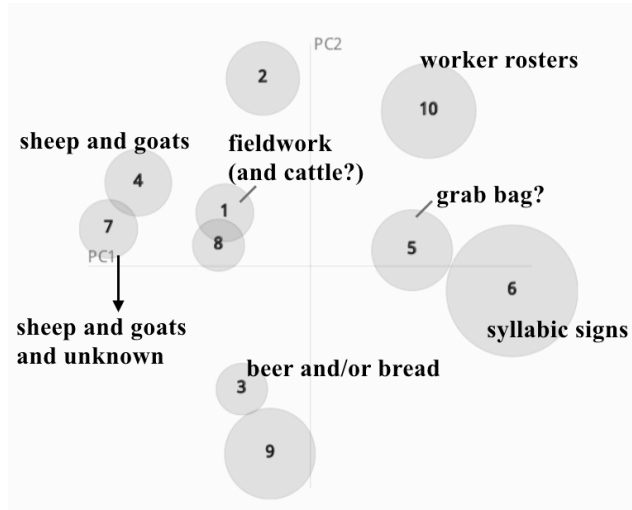 PC2
worker rosters
2
10
sheep and goats
fieldwork
(and cattle?)
4
grab bag?
1
7
8
5
PC1
6
sheep and goats
and unknown
syllabic signs
beer and/or bread
3
9